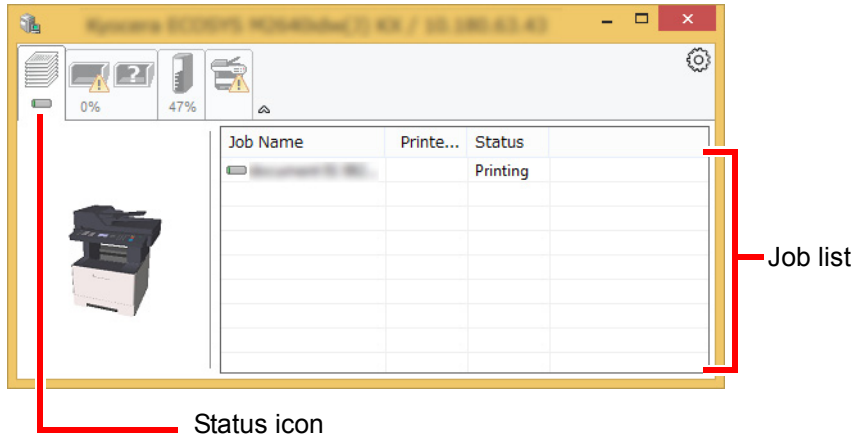 0%
47%
Job Name Printe... Status
Printing
Job list
Status icon